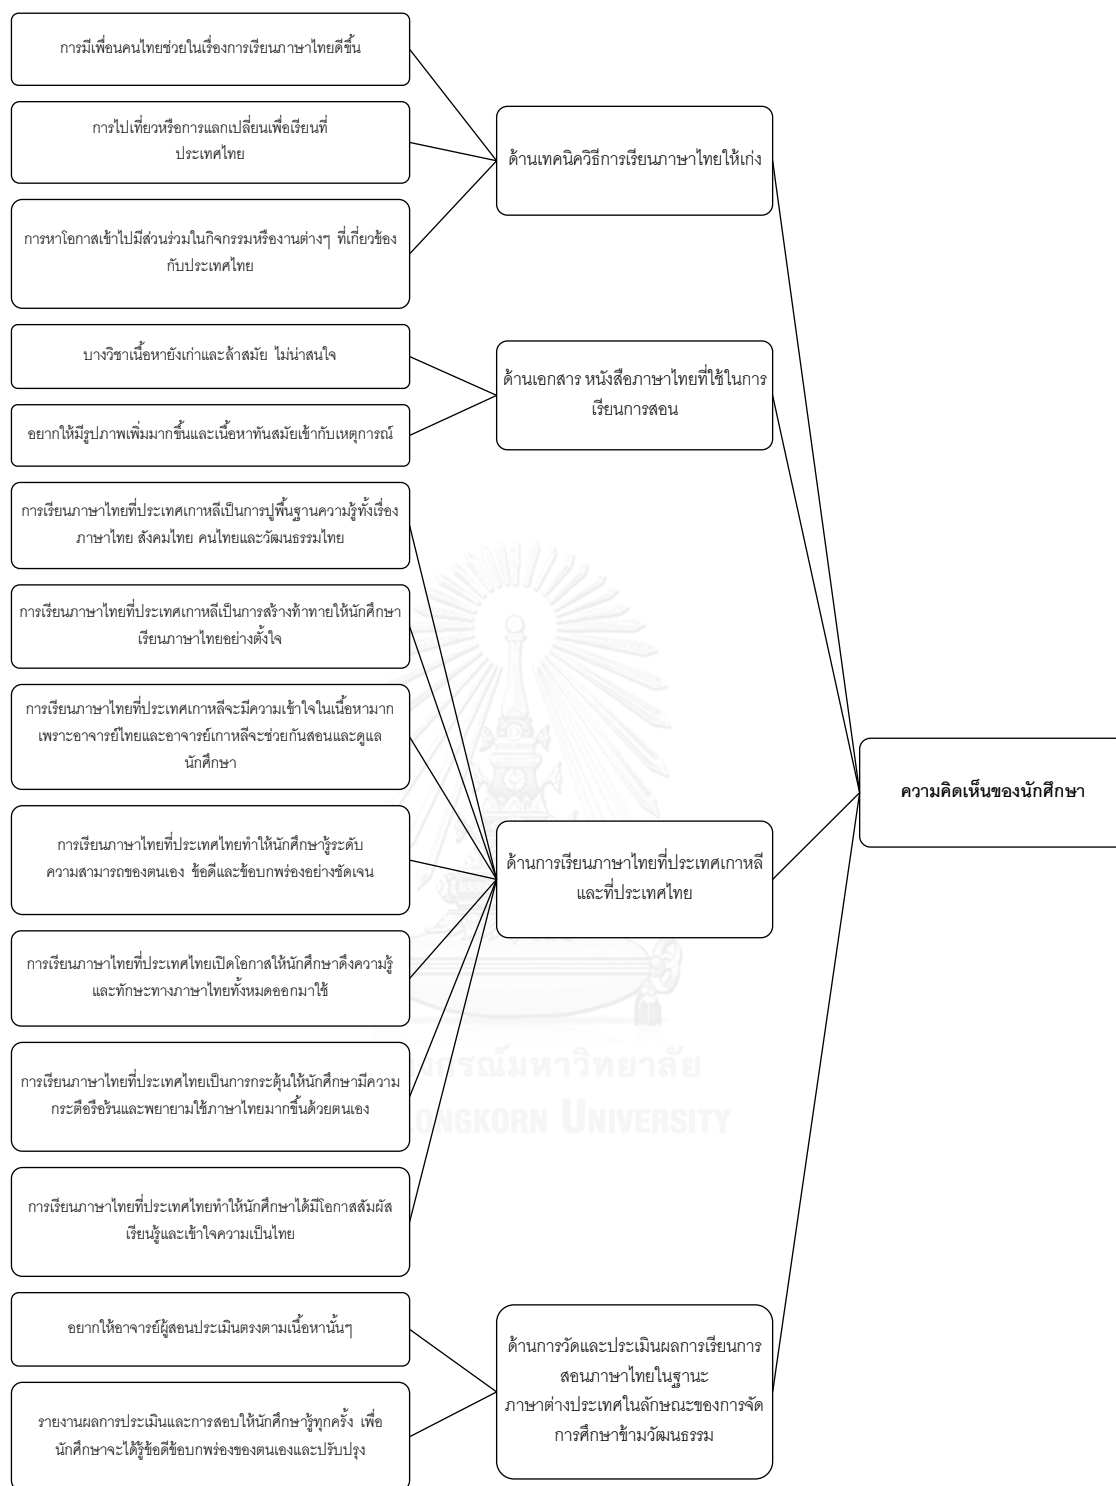 การมีเพื่อนคนไทยช่วยในเรื่องการเรียนภาษาไทยดีขึ้น
การไปเที่ยวหรือการแลกเปลี่ยนเพื่อเรียนที่
ประเทศไทย
การหาโอกาสเข้าไปมีส่วนร่วมในกิจกรรมหรืองานต่างๆ ที่เกี่ยวข้อง
กับประเทศไทย
ด้านเทคนิควิธีการเรียนภาษาไทยให้เก่ง
บางวิชาเนื้อหายังเก่าและล้าสมัย ไม่น่าสนใจ
อยากให้มีรูปภาพเพิ่มมากขึ้นและเนื้อหาทันสมัยเข้ากับเหตุการณ์
ด้านเอกสาร หนังสือภาษาไทยที่ใช้ในการ
เรียนการสอน
การเรียนภาษาไทยที่ประเทศเกาหลีเป็นการปูพื้นฐานความรู้ทั้งเรื่อง
ภาษาไทย สังคมไทย คนไทยและวัฒนธรรมไทย
การเรียนภาษาไทยที่ประเทศเกาหลีเป็นการสร้างท้าทายให้นักศึกษา
เรียนภาษาไทยอย่างตั้งใจ
การเรียนภาษาไทยที่ประเทศเกาหลีจะมีความเข้าใจในเนื้อหามาก
เพราะอาจารย์ไทยและอาจารย์เกาหลีจะช่วยกันสอนและดูแล
นักศึกษา
การเรียนภาษาไทยที่ประเทศไทยทำให้นักศึกษารู้ระดับ
ความสามารถของตนเอง ข้อดีและข้อบกพร่องอย่างชัดเจน
การเรียนภาษาไทยที่ประเทศไทยเปิดโอกาสให้นักศึกษาดึงความรู้
และทักษะทางภาษาไทยทั้งหมดออกมาใช้
การเรียนภาษาไทยที่ประเทศไทยเป็นการกระตุ้นให้นักศึกษามีความ
กระตือรือร้นและพยายามใช้ภาษาไทยมากขึ้นด้วยตนเอง
การเรียนภาษาไทยที่ประเทศไทยทำให้นักศึกษาได้มีโอกาสสัมผัส
เรียนรู้และเข้าใจความเป็นไทย
ด้านการเรียนภาษาไทยที่ประเทศเกาหลี
และที่ประเทศไทย
อยากให้อาจารย์ผู้สอนประเมินตรงตามเนื้อหานั้นๆ
รายงานผลการประเมินและการสอบให้นักศึกษารู้ทุกครั้ง เพื่อ
นักศึกษาจะได้รู้ข้อดีข้อบกพร่องของตนเองและปรับปรุง
ด้านการวัดและประเมินผลการเรียนการ
สอนภาษาไทยในฐานะ
ภาษาต่างประเทศในลักษณะของการจัด
การศึกษาข้ามวัฒนธรรม
ความคิดเห็นของนักศึกษา
งกรณ์มหาวิทยาลัย
LONGKORN UNIVERSITY